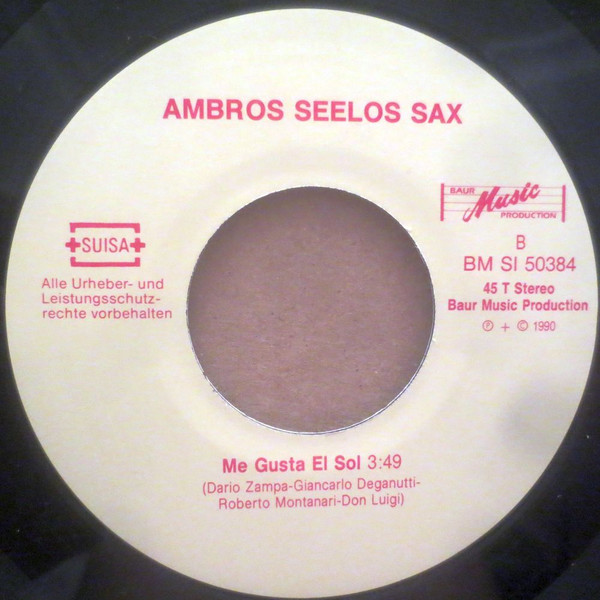 AMBROS SEELOS SAX
BAUR
Music
PRODUCTION
SUISA
B
BM SI 50384
Alle Urheber- und
Leistungsschutz-
rechte vorbehalten
45 T Stereo
Baur Music Production
℗ + © 1990
Me Gusta El Sol 3:49
(Dario Zampa-Giancarlo Deganutti-
Roberto Montanari-Don Luigi)